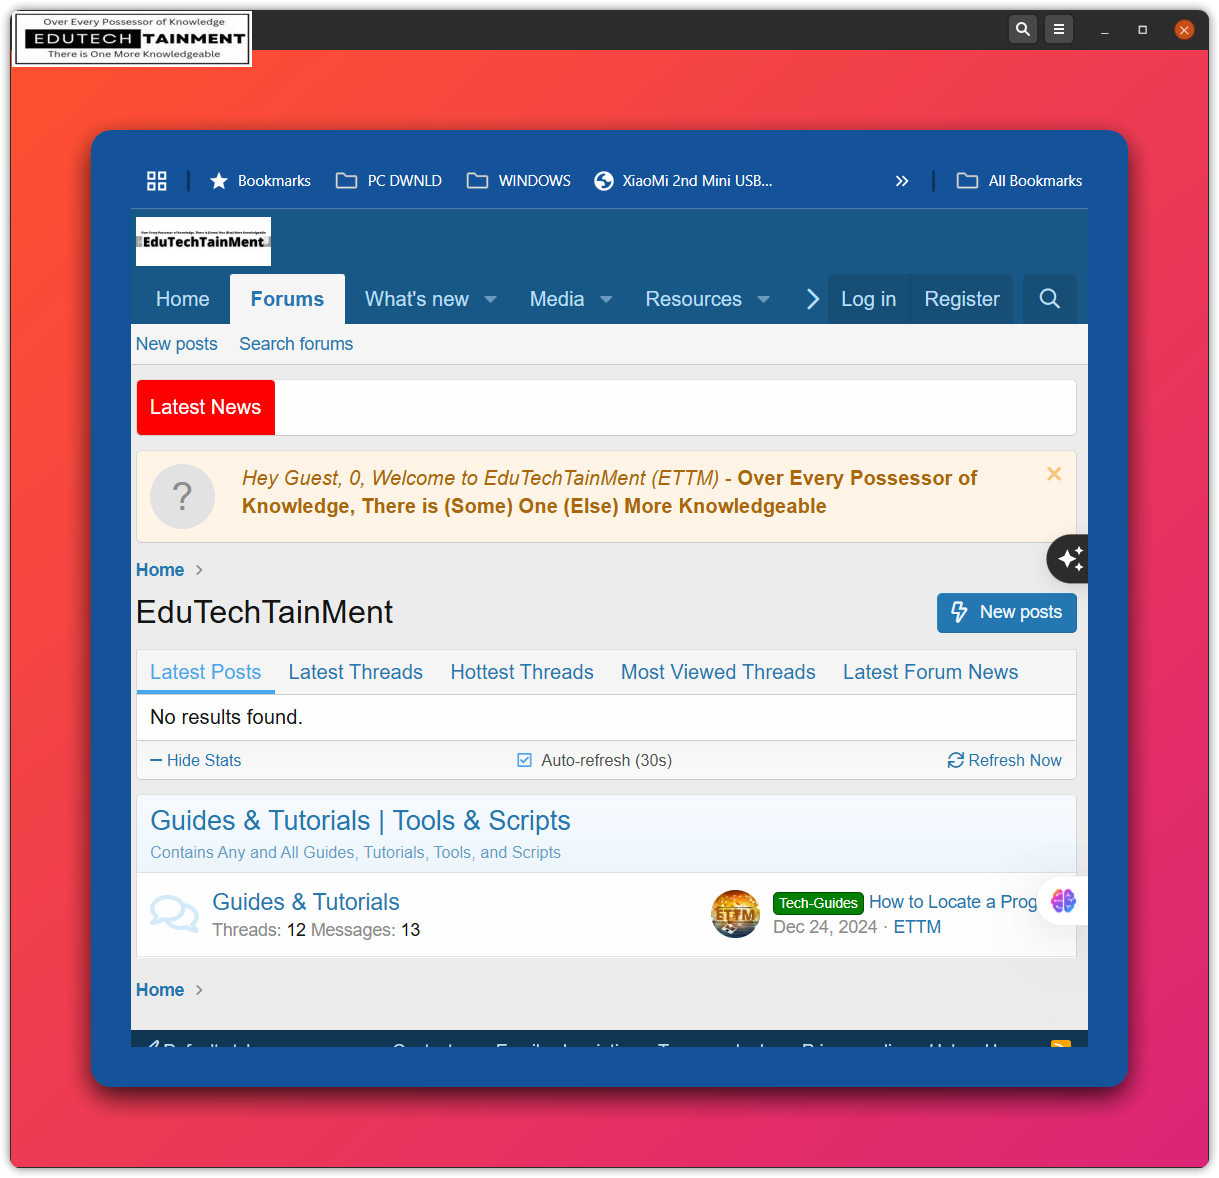 Over Every Possessor of Knowledge
EDUTECH TAINMENT
There is One More Knowledgeable
Bookmarks PC DWNLD WINDOWS XiaoMi 2nd Mini USB... All Bookmarks
EduTechTainMent
Home Forums What's new Media Resources Log in Register
New posts Search forums
Latest News
Hey Guest, 0, Welcome to EduTechTainMent (ETTM) - Over Every Possessor of
Knowledge, There is (Some) One (Else) More Knowledgeable
Home
EduTechTainMent
New posts
Latest Posts Latest Threads Hottest Threads Most Viewed Threads Latest Forum News
No results found.
Hide Stats Auto-refresh (30s) Refresh Now
Guides & Tutorials | Tools & Scripts
Contains Any and All Guides, Tutorials, Tools, and Scripts
Guides & Tutorials
Threads: 12 Messages: 13
ETTM
Tech-Guides How to Locate a Prog
Dec 24, 2024 · ETTM
Home